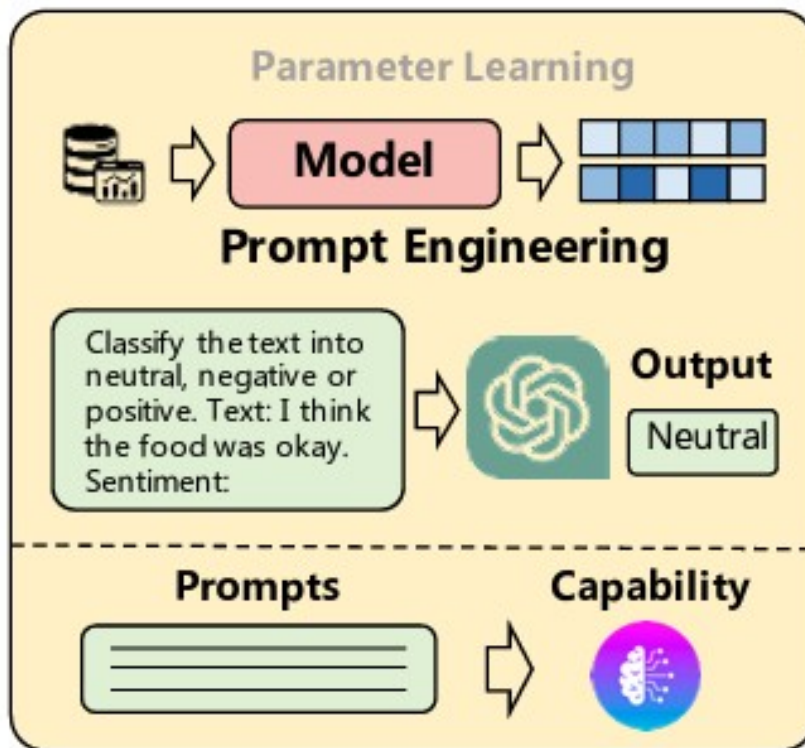 Parameter Learning
Model
Prompt Engineering
Classify the text into
neutral, negative or
positive. Text: I think
the food was okay.
Sentiment:
Output
Neutral
Prompts
Capability